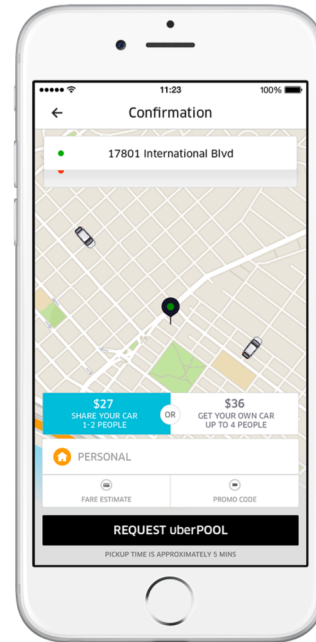 11:23
100%
Confirmation
17801 International Blvd
$27
SHARE YOUR CAR
1-2 PEOPLE
OR
$36
GET YOUR OWN CAR
UP TO 4 PEOPLE
PERSONAL
FARE ESTIMATE
PROMO CODE
REQUEST uberPOOL
PICKUP TIME IS APPROXIMATELY 5 MINS